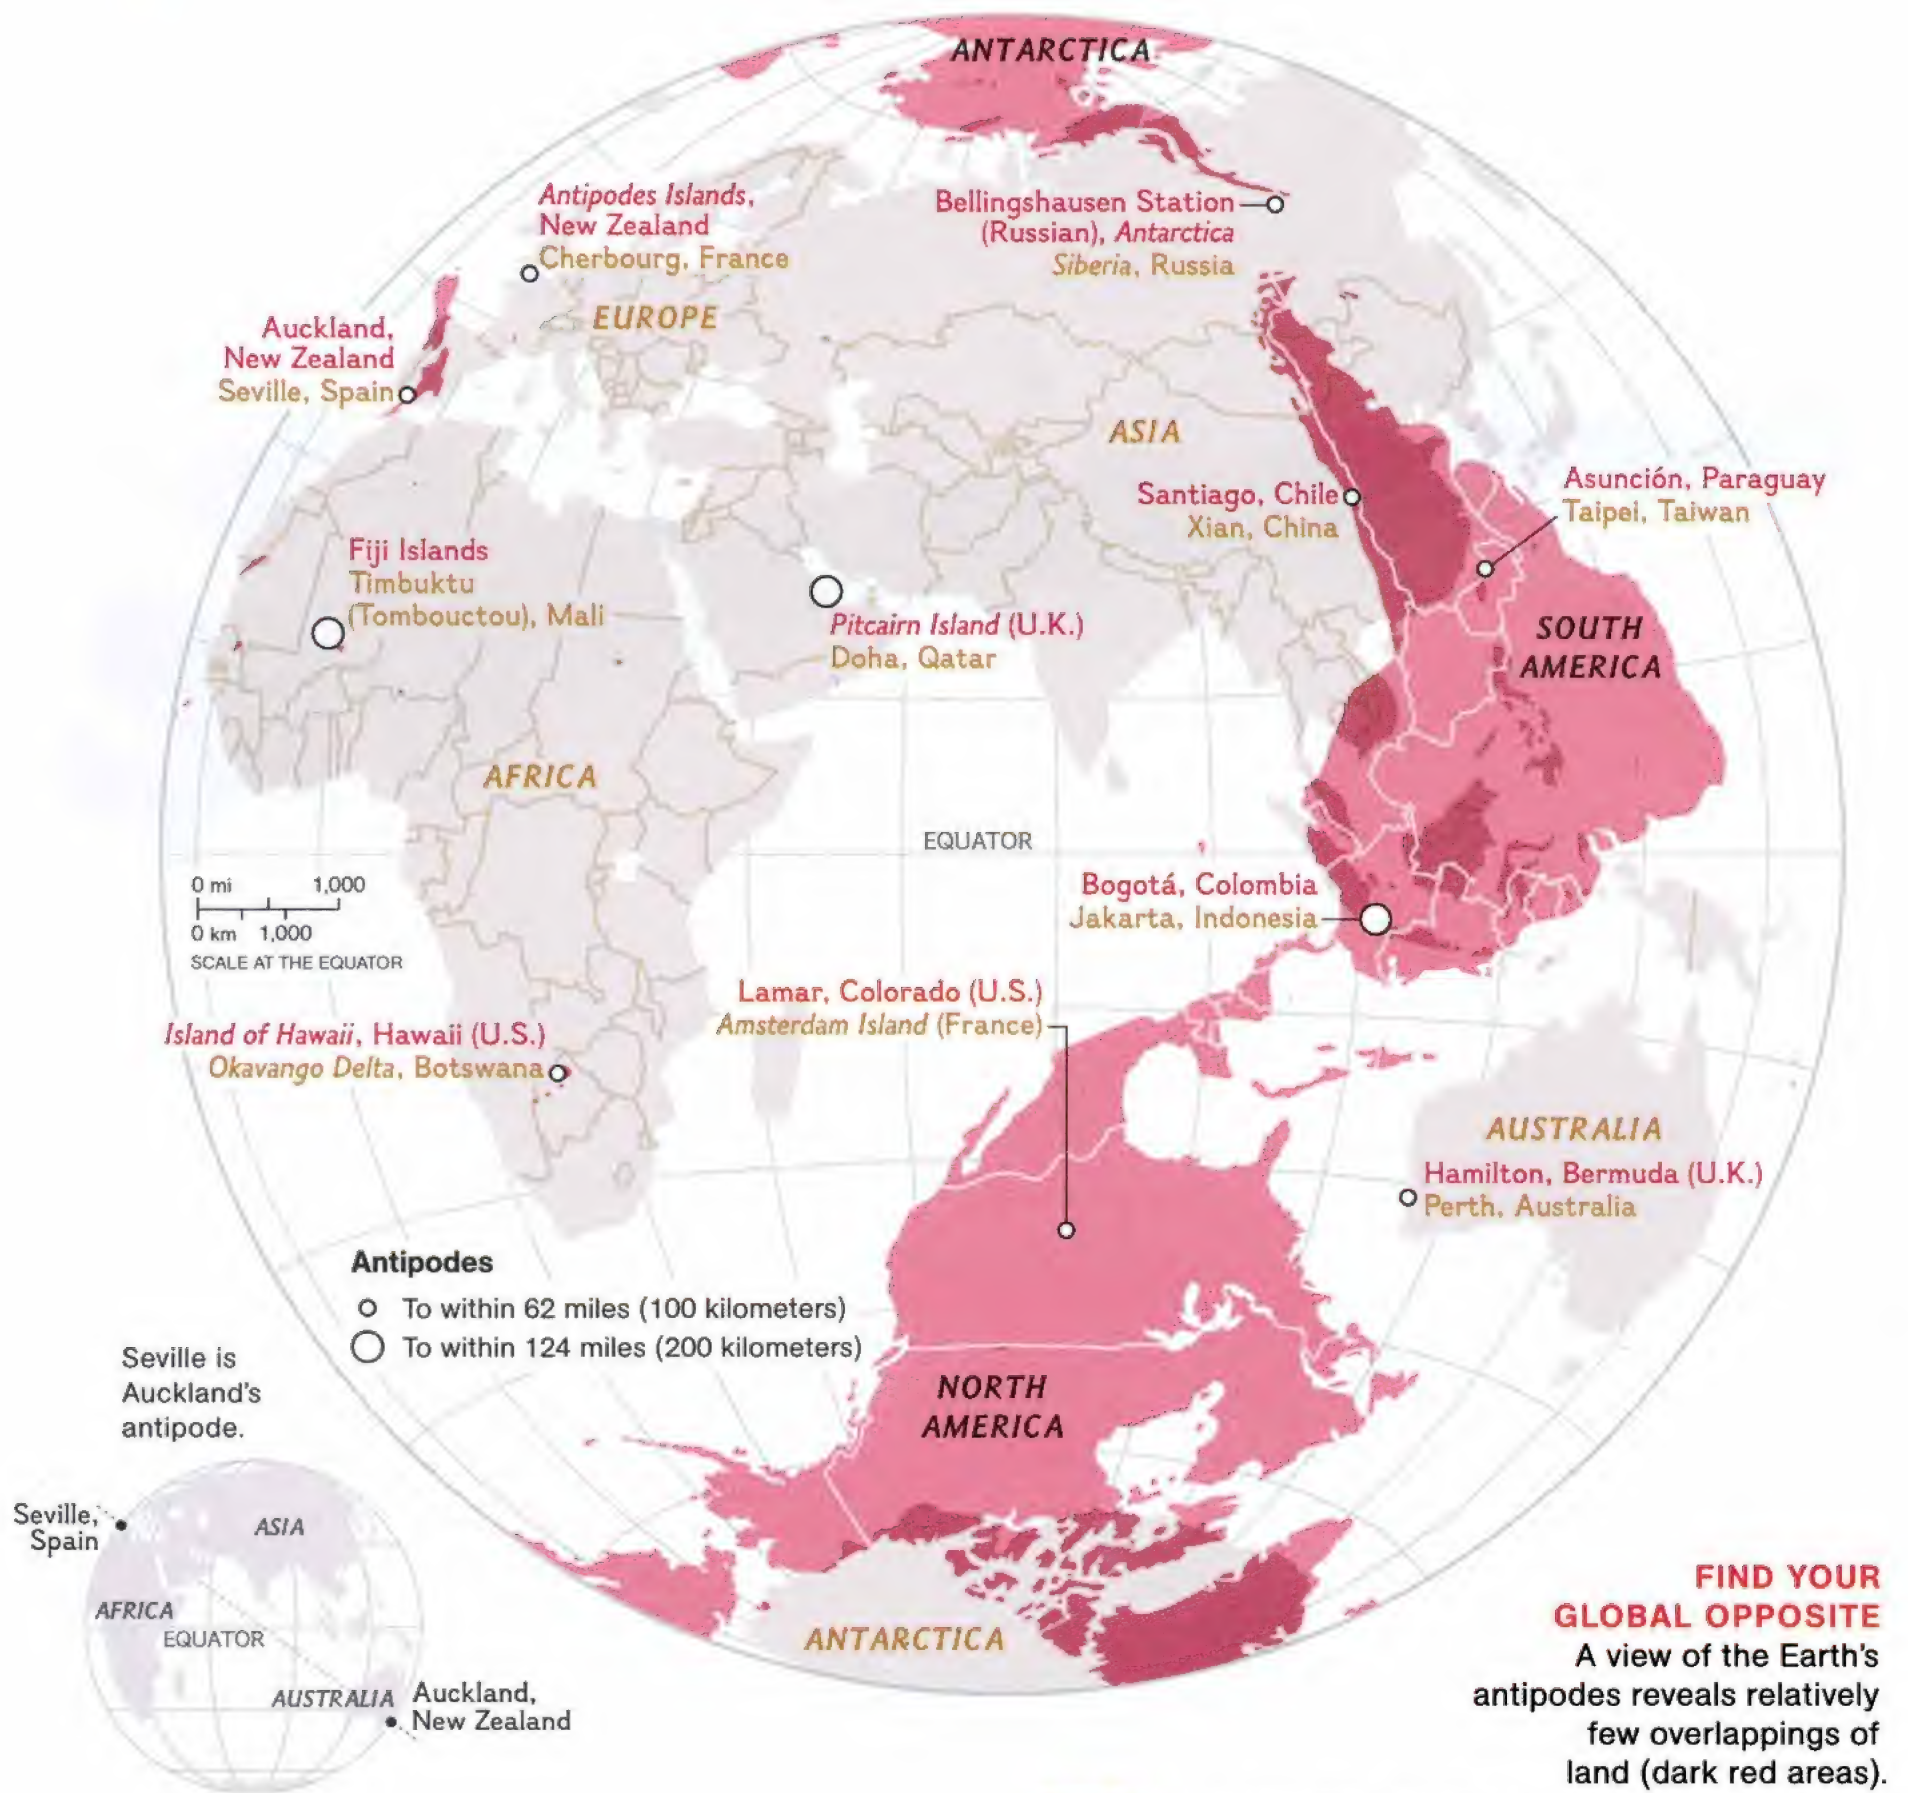 ANTARCTICA
Antipodes Islands,
New Zealand
Cherbourg, France
Bellingshausen Station
(Russian), Antarctica
Siberia, Russia
EUROPE
Auckland,
New Zealand
Seville, Spain
ASIA
Santiago, Chile
Xian, China
Asunción, Paraguay
Taipei, Taiwan
Fiji Islands
Timbuktu
(Tombouctou), Mali
Pitcairn Island (U.K.)
Doha, Qatar
SOUTH
AMERICA
AFRICA
EQUATOR
0 mi 1,000
0 km 1,000
SCALE AT THE EQUATOR
Bogotá, Colombia
Jakarta, Indonesia
Lamar, Colorado (U.S.)
Amsterdam Island (France)
Island of Hawaii, Hawaii (U.S.)
Okavango Delta, Botswana
AUSTRALIA
Hamilton, Bermuda (U.K.)
Perth, Australia
Antipodes
To within 62 miles (100 kilometers)
To within 124 miles (200 kilometers)
NORTH
AMERICA
ANTARCTICA
Seville is
Auckland's
antipode.
Seville,
Spain
ASIA
AFRICA
EQUATOR
AUSTRALIA
Auckland,
New Zealand
FIND YOUR
GLOBAL OPPOSITE
A view of the Earth's
antipodes reveals relatively
few overlappings of
land (dark red areas).